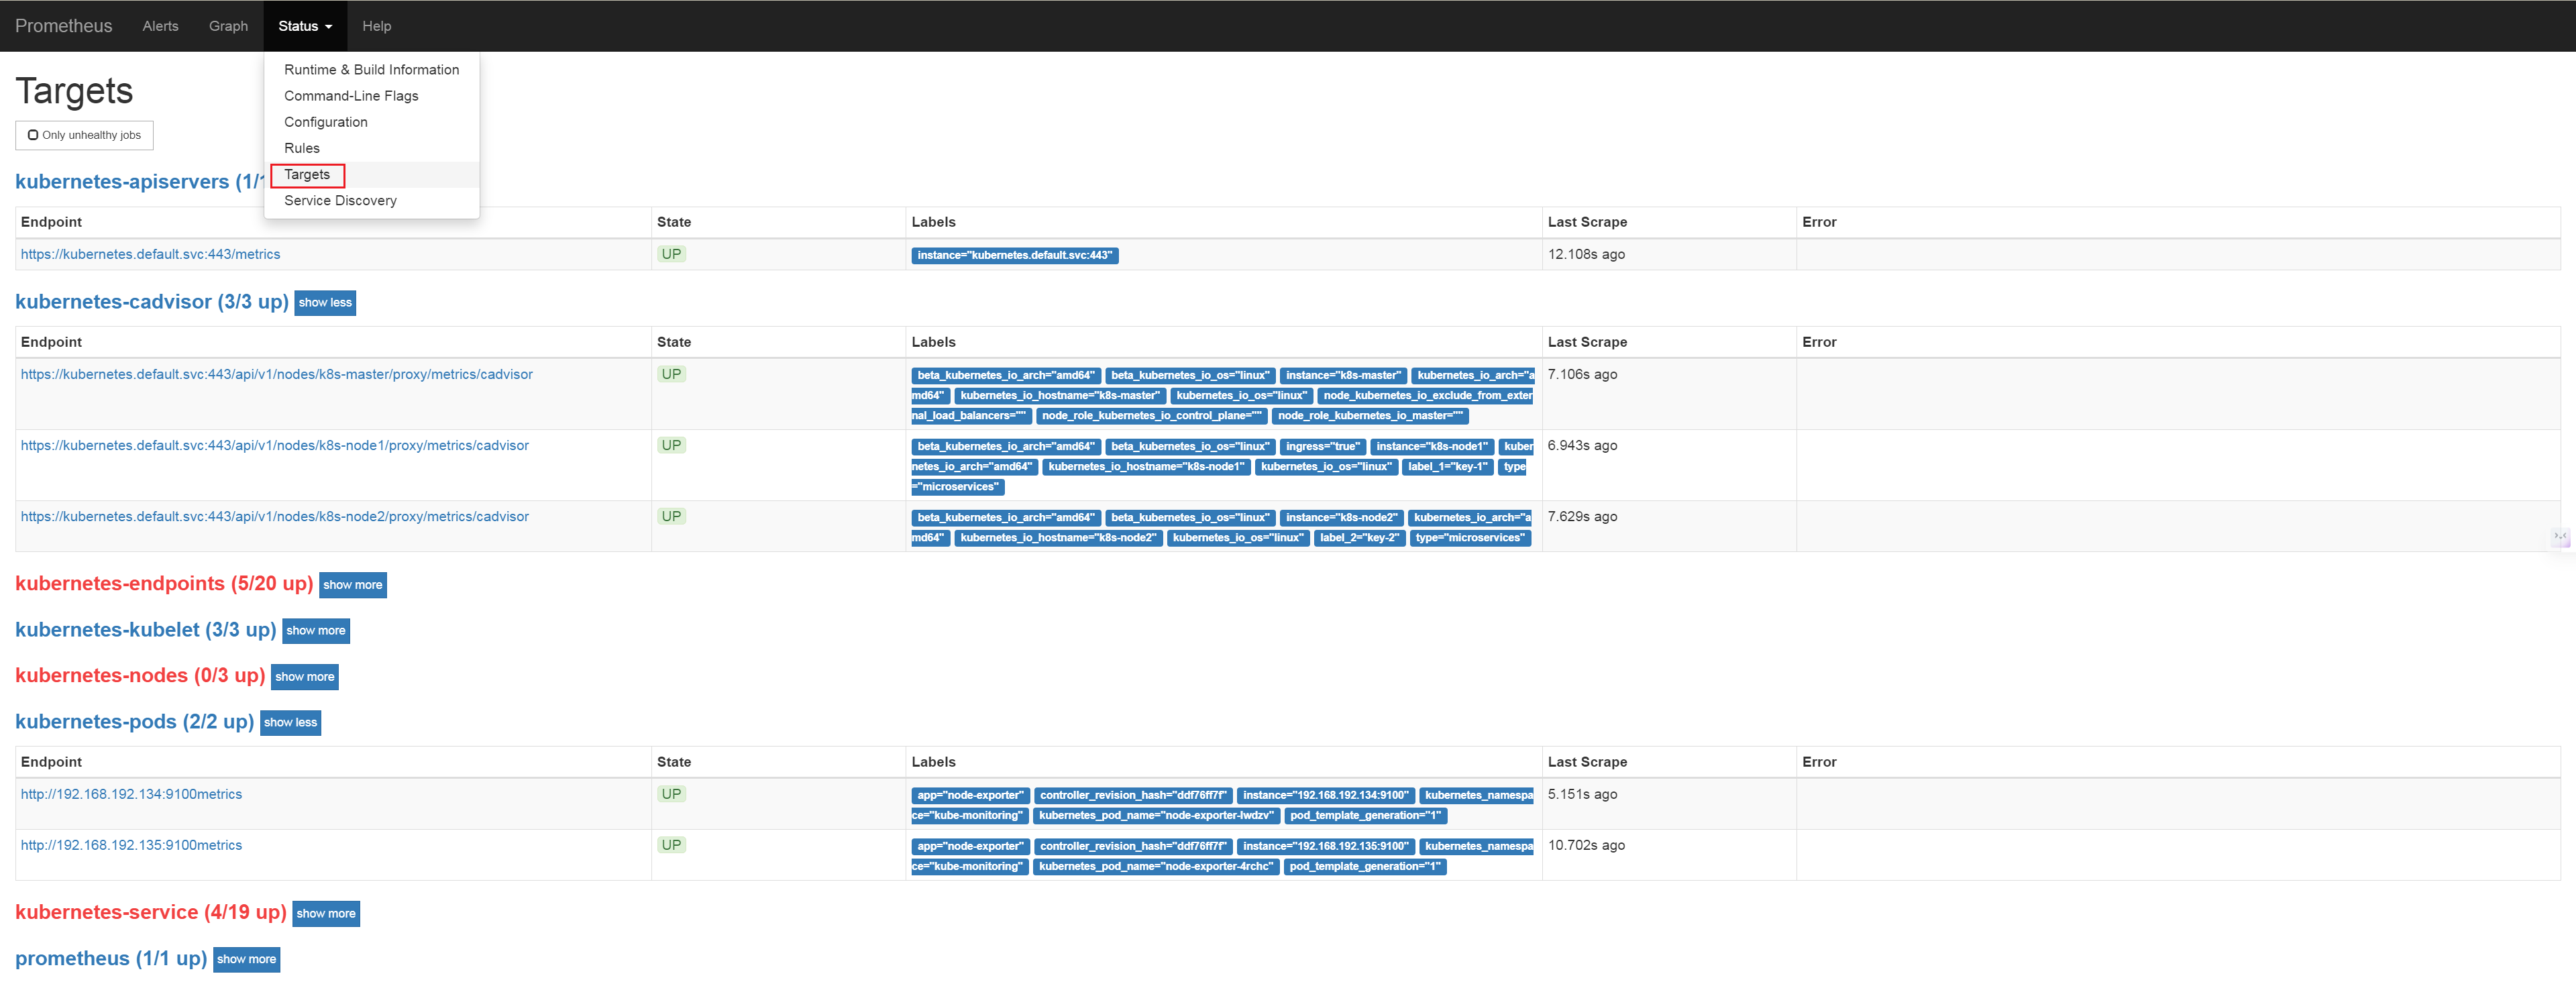 Prometheus Alerts Graph Status Help
Runtime & Build Information
Command-Line Flags
Configuration
Rules
Targets
Service Discovery
Targets
Only unhealthy jobs
kubernetes-apiservers (1/1
Endpoint State Labels Last Scrape Error
https://kubernetes.default.svc:443/metrics UP instance="kubernetes.default.svc:443" 12.108s ago
kubernetes-cadvisor (3/3 up) show less
Endpoint State Labels Last Scrape Error
https://kubernetes.default.svc:443/api/v1/nodes/k8s-master/proxy/metrics/cadvisor UP beta_kubernetes_io_arch="amd64" beta_kubernetes_io_os="linux" instance="k8s-master" kubernetes_io_arch="a 7.106s ago
md64" kubernetes_io_hostname="k8s-master" kubernetes_io_os="linux" node_kubernetes_io_exclude_from_exter
nal_load_balancers="" node_role_kubernetes_io_control_plane="" node_role_kubernetes_io_master=""
https://kubernetes.default.svc:443/api/v1/nodes/k8s-node1/proxy/metrics/cadvisor UP beta_kubernetes_io_arch="amd64" beta_kubernetes_io_os="linux" ingress="true" instance="k8s-node1" kuber 6.943s ago
netes_io_arch="amd64" kubernetes_io_hostname="k8s-node1" kubernetes_io_os="linux" label_1="key-1" type
="microservices"
https://kubernetes.default.svc:443/api/v1/nodes/k8s-node2/proxy/metrics/cadvisor UP beta_kubernetes_io_arch="amd64" beta_kubernetes_io_os="linux" instance="k8s-node2" kubernetes_io_arch="a 7.629s ago
md64" kubernetes_io_hostname="k8s-node2" kubernetes_io_os="linux" label_2="key-2" type="microservices"
kubernetes-endpoints (5/20 up) show more
kubernetes-kubelet (3/3 up) show more
kubernetes-nodes (0/3 up) show more
kubernetes-pods (2/2 up) show less
Endpoint State Labels Last Scrape Error
http://192.168.192.134:9100metrics UP app="node-exporter" controller_revision_hash="ddf76ff7f" instance="192.168.192.134:9100" kubernetes_namespa 5.151s ago
ce="kube-monitoring" kubernetes_pod_name="node-exporter-lwdzv" pod_template_generation="1"
http://192.168.192.135:9100metrics UP app="node-exporter" controller_revision_hash="ddf76ff7f" instance="192.168.192.135:9100" kubernetes_namespa 10.702s ago
ce="kube-monitoring" kubernetes_pod_name="node-exporter-4rchc" pod_template_generation="1"
kubernetes-service (4/19 up) show more
prometheus (1/1 up) show more